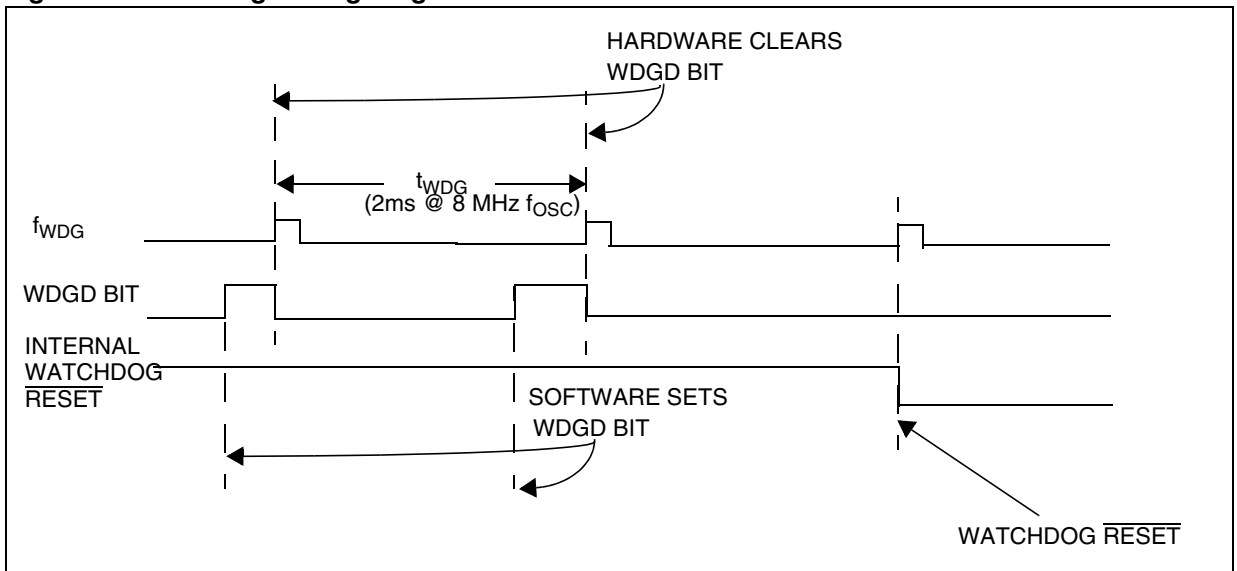 HARDWARE CLEARS
WDGD BIT
tWDG
(2ms @ 8 MHz fOSC)
fWDG
WDGD BIT
INTERNAL
WATCHDOG
RESET
SOFTWARE SETS
WDGD BIT
WATCHDOG RESET